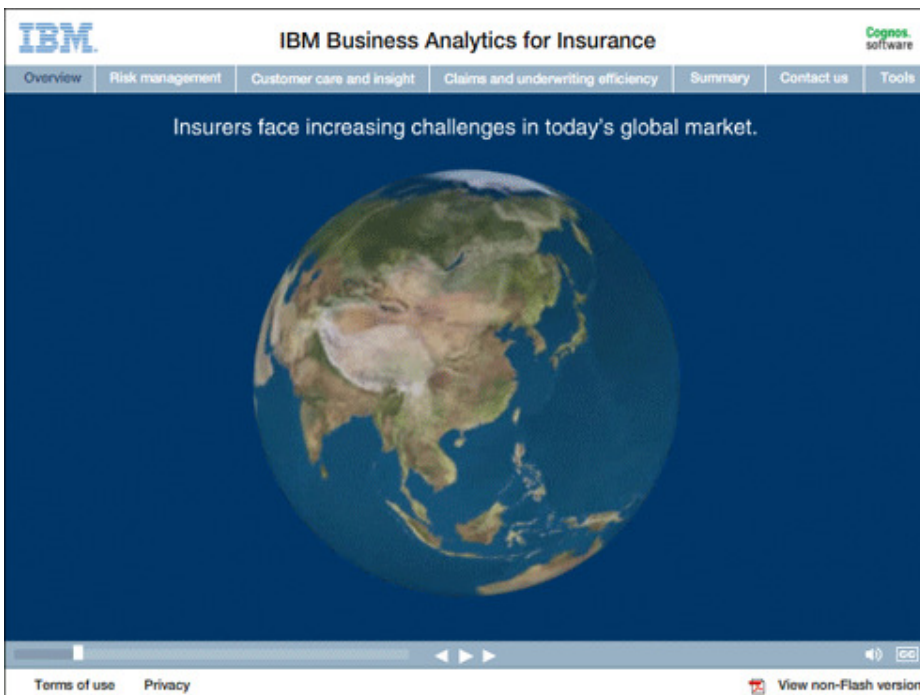 IBM.
IBM Business Analytics for Insurance
Cognos.
software
Overview Risk management Customer care and insight Claims and underwriting efficiency Summary Contact us Tools
Insurers face increasing challenges in today's global market.
CC
Terms of use Privacy View non-Flash version